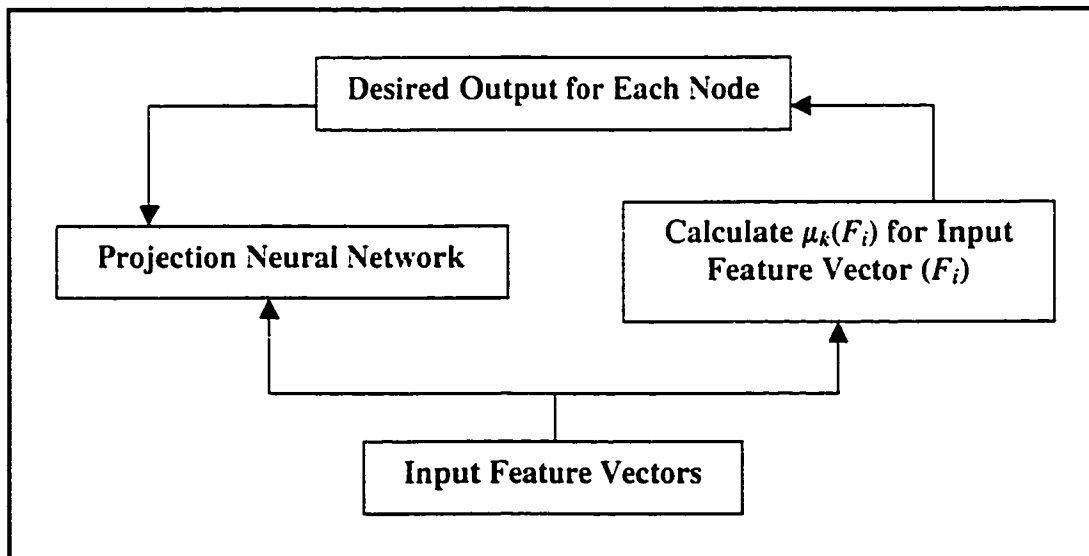 Desired Output for Each Node
Projection Neural Network
Calculate μk(Fi) for Input
Feature Vector (Fi)
Input Feature Vectors